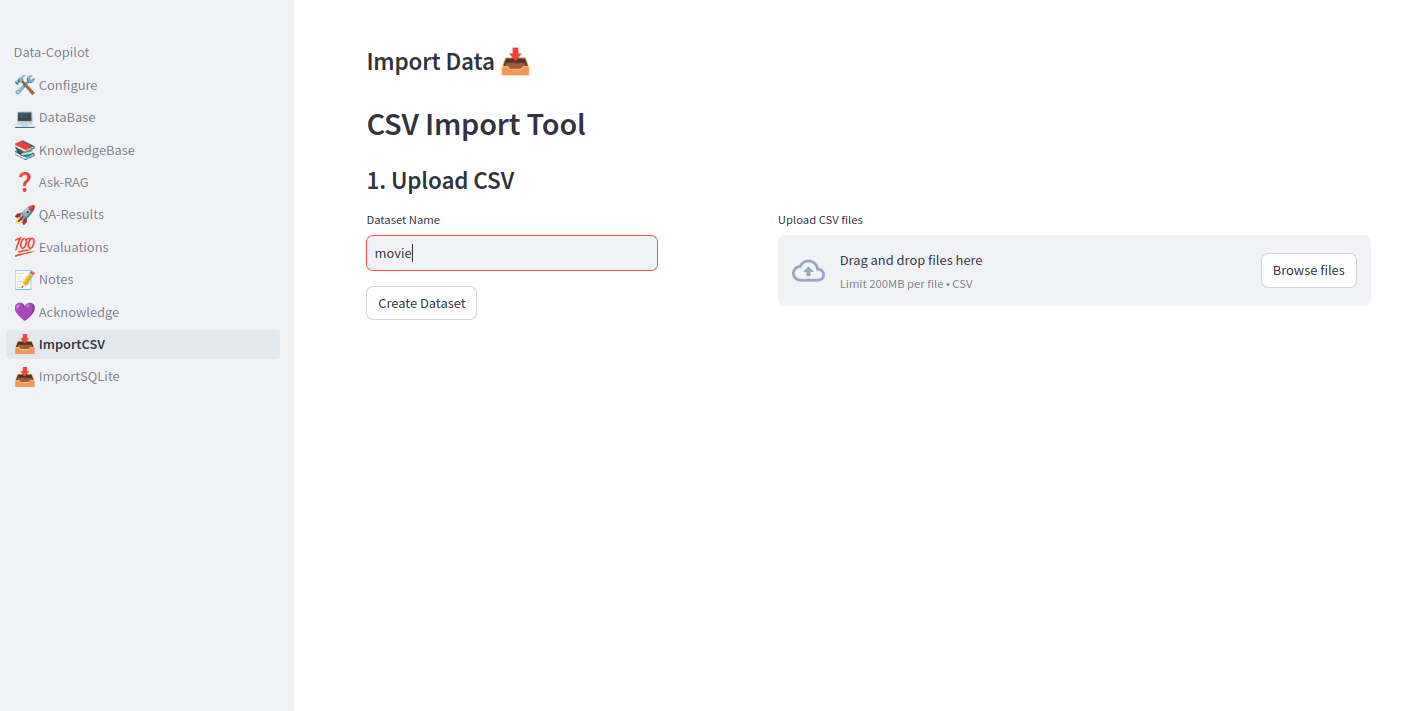 Data-Copilot
Configure
DataBase
KnowledgeBase
Ask-RAG
QA-Results
Evaluations
Notes
Acknowledge
ImportCSV
ImportSQLite
Import Data
CSV Import Tool
1. Upload CSV
Dataset Name
movie
Create Dataset
Upload CSV files
Drag and drop files here
Limit 200MB per file • CSV
Browse files